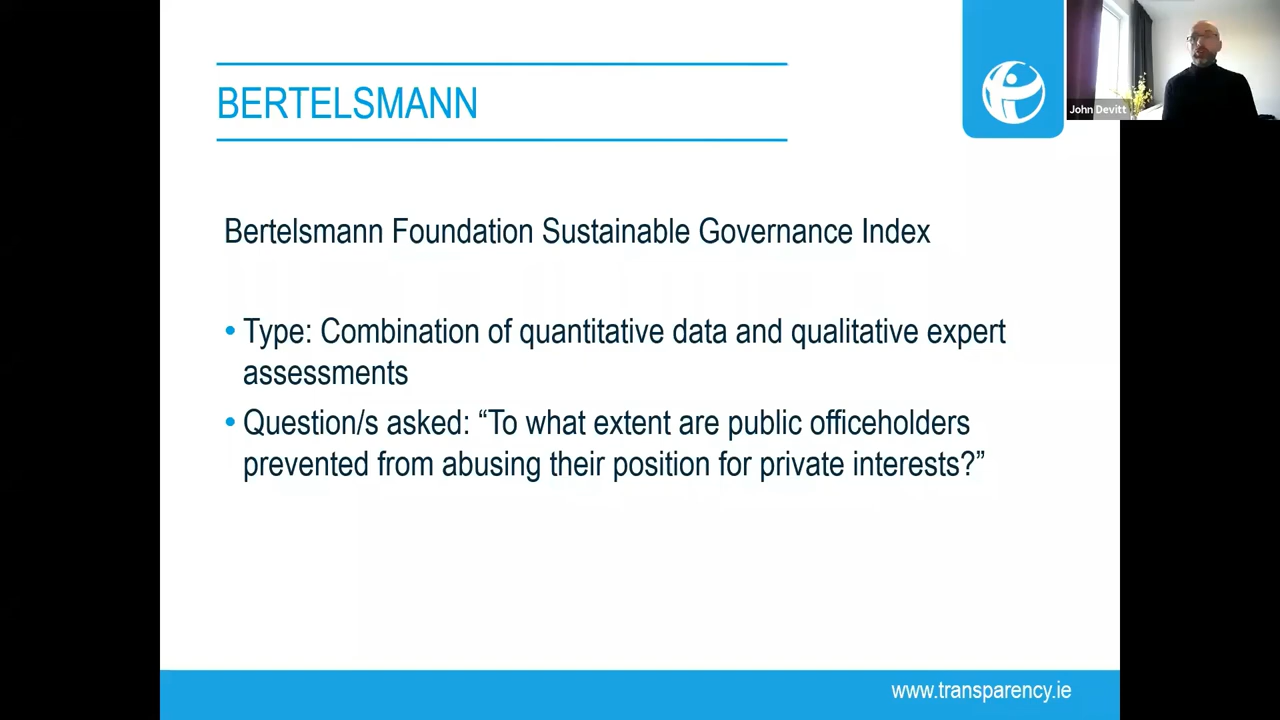 BERTELSMANN
John Devitt
Bertelsmann Foundation Sustainable Governance Index
• Type: Combination of quantitative data and qualitative expert
assessments
• Question/s asked: “To what extent are public officeholders
prevented from abusing their position for private interests?”
www.transparency.ie